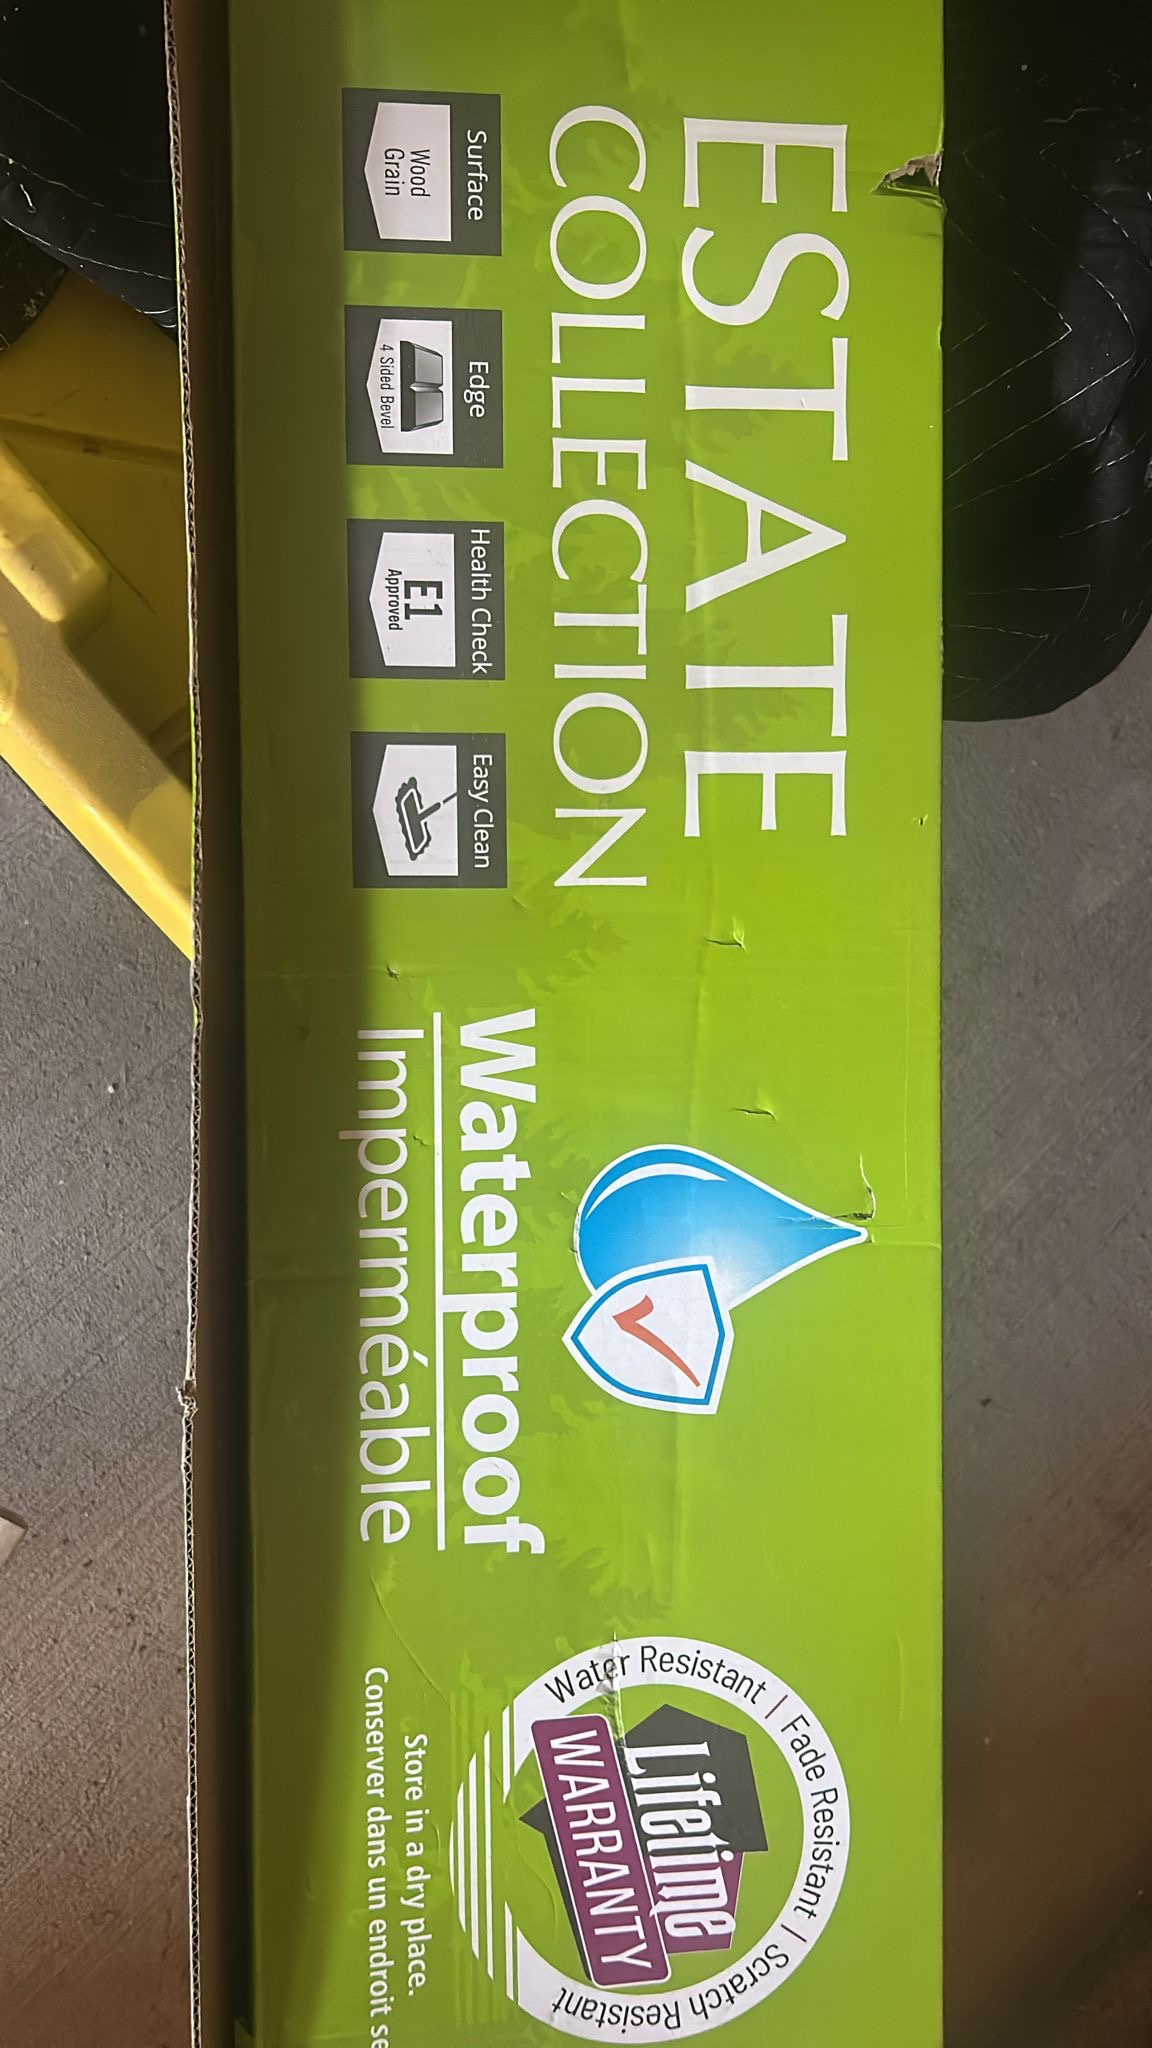 ESTATE
COLLECTION
Surface
Wood
Grain
Edge
4 Sided Bevel
Health Check
E1
Approved
Easy Clean
Waterproof
Imperméable
Water Resistant | Fade Resistant | Scratch Resistant
Lifetime
WARRANTY
Store in a dry place.
Conserver dans un endroit se